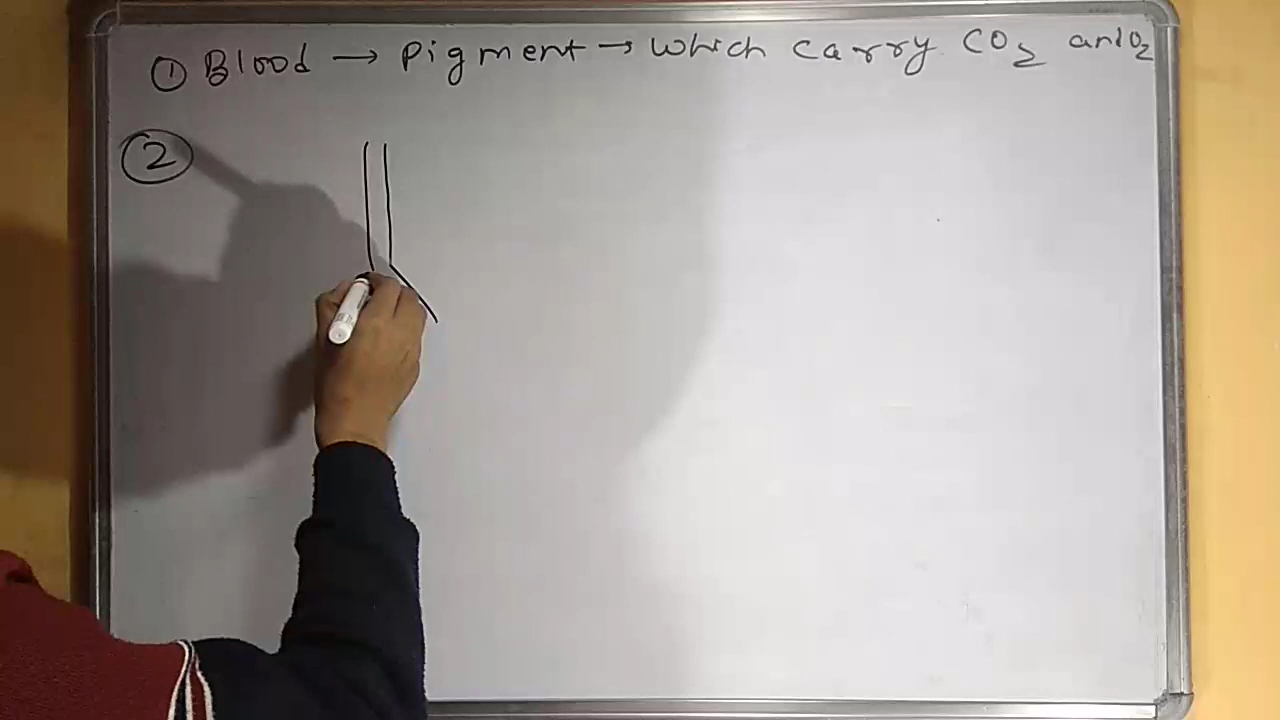 ① Blood → Pigment → which carry CO₂ and O₂
②